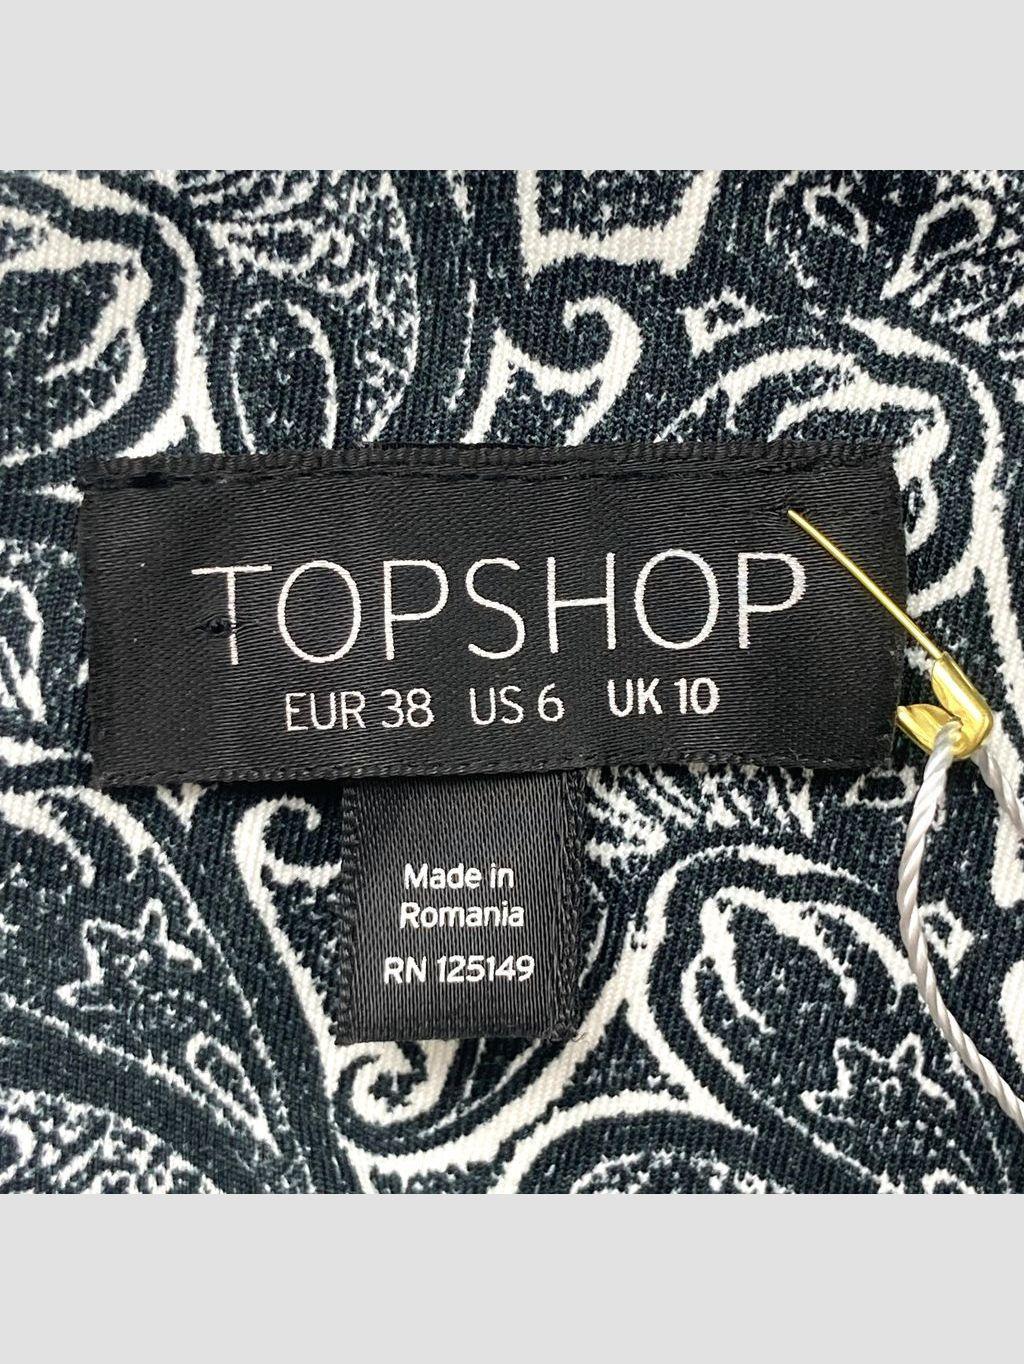 TOPSHOP
EUR 38 US 6 UK 10
Made in
Romania
RN 125149